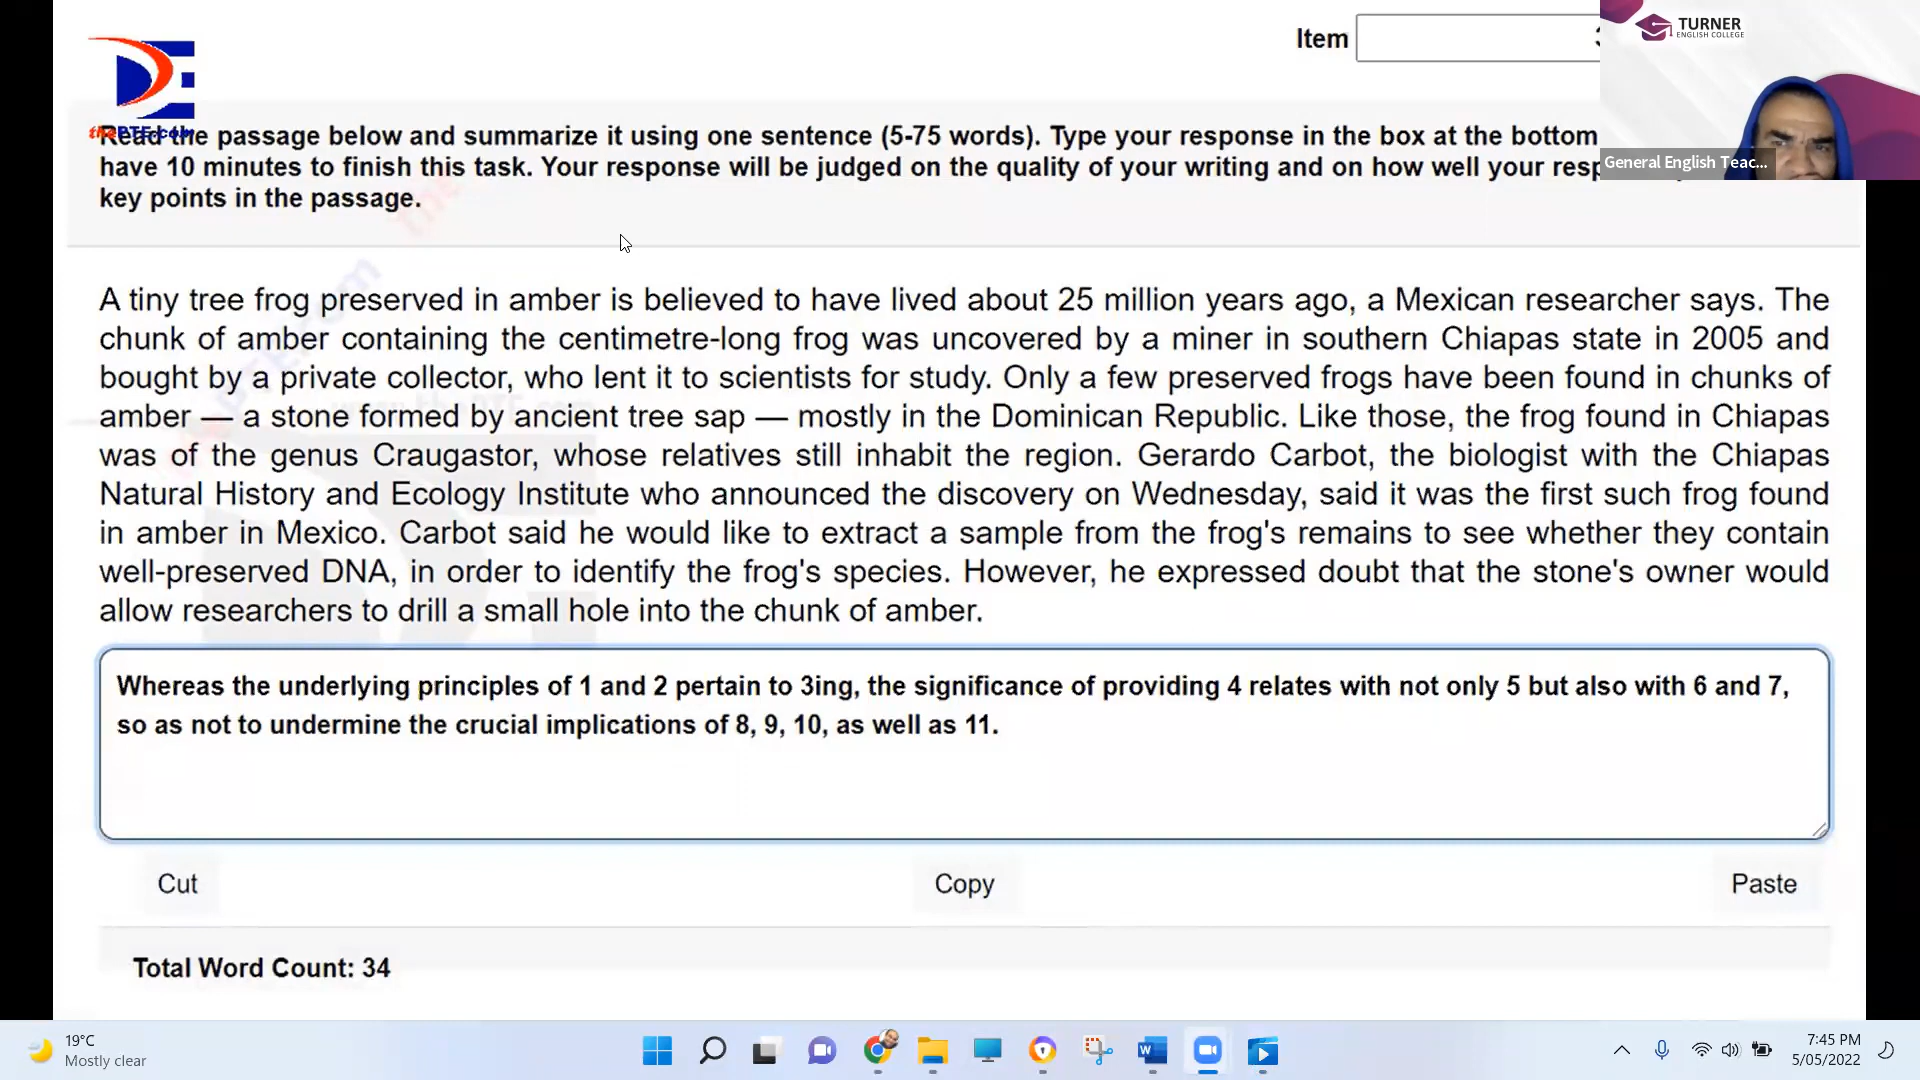 Item
TURNER
ENGLISH COLLEGE
thePTE.com
Read the passage below and summarize it using one sentence (5-75 words). Type your response in the box at the bottom
have 10 minutes to finish this task. Your response will be judged on the quality of your writing and on how well your
key points in the passage.
General English Teac...
A tiny tree frog preserved in amber is believed to have lived about 25 million years ago, a Mexican researcher says. The
chunk of amber containing the centimetre-long frog was uncovered by a miner in southern Chiapas state in 2005 and
bought by a private collector, who lent it to scientists for study. Only a few preserved frogs have been found in chunks of
amber — a stone formed by ancient tree sap — mostly in the Dominican Republic. Like those, the frog found in Chiapas
was of the genus Craugastor, whose relatives still inhabit the region. Gerardo Carbot, the biologist with the Chiapas
Natural History and Ecology Institute who announced the discovery on Wednesday, said it was the first such frog found
in amber in Mexico. Carbot said he would like to extract a sample from the frog's remains to see whether they contain
well-preserved DNA, in order to identify the frog's species. However, he expressed doubt that the stone's owner would
allow researchers to drill a small hole into the chunk of amber.
Whereas the underlying principles of 1 and 2 pertain to 3ing, the significance of providing 4 relates with not only 5 but also with 6 and 7,
so as not to undermine the crucial implications of 8, 9, 10, as well as 11.
Cut
Copy
Paste
Total Word Count: 34
19°C
Mostly clear
7:45 PM
5/05/2022